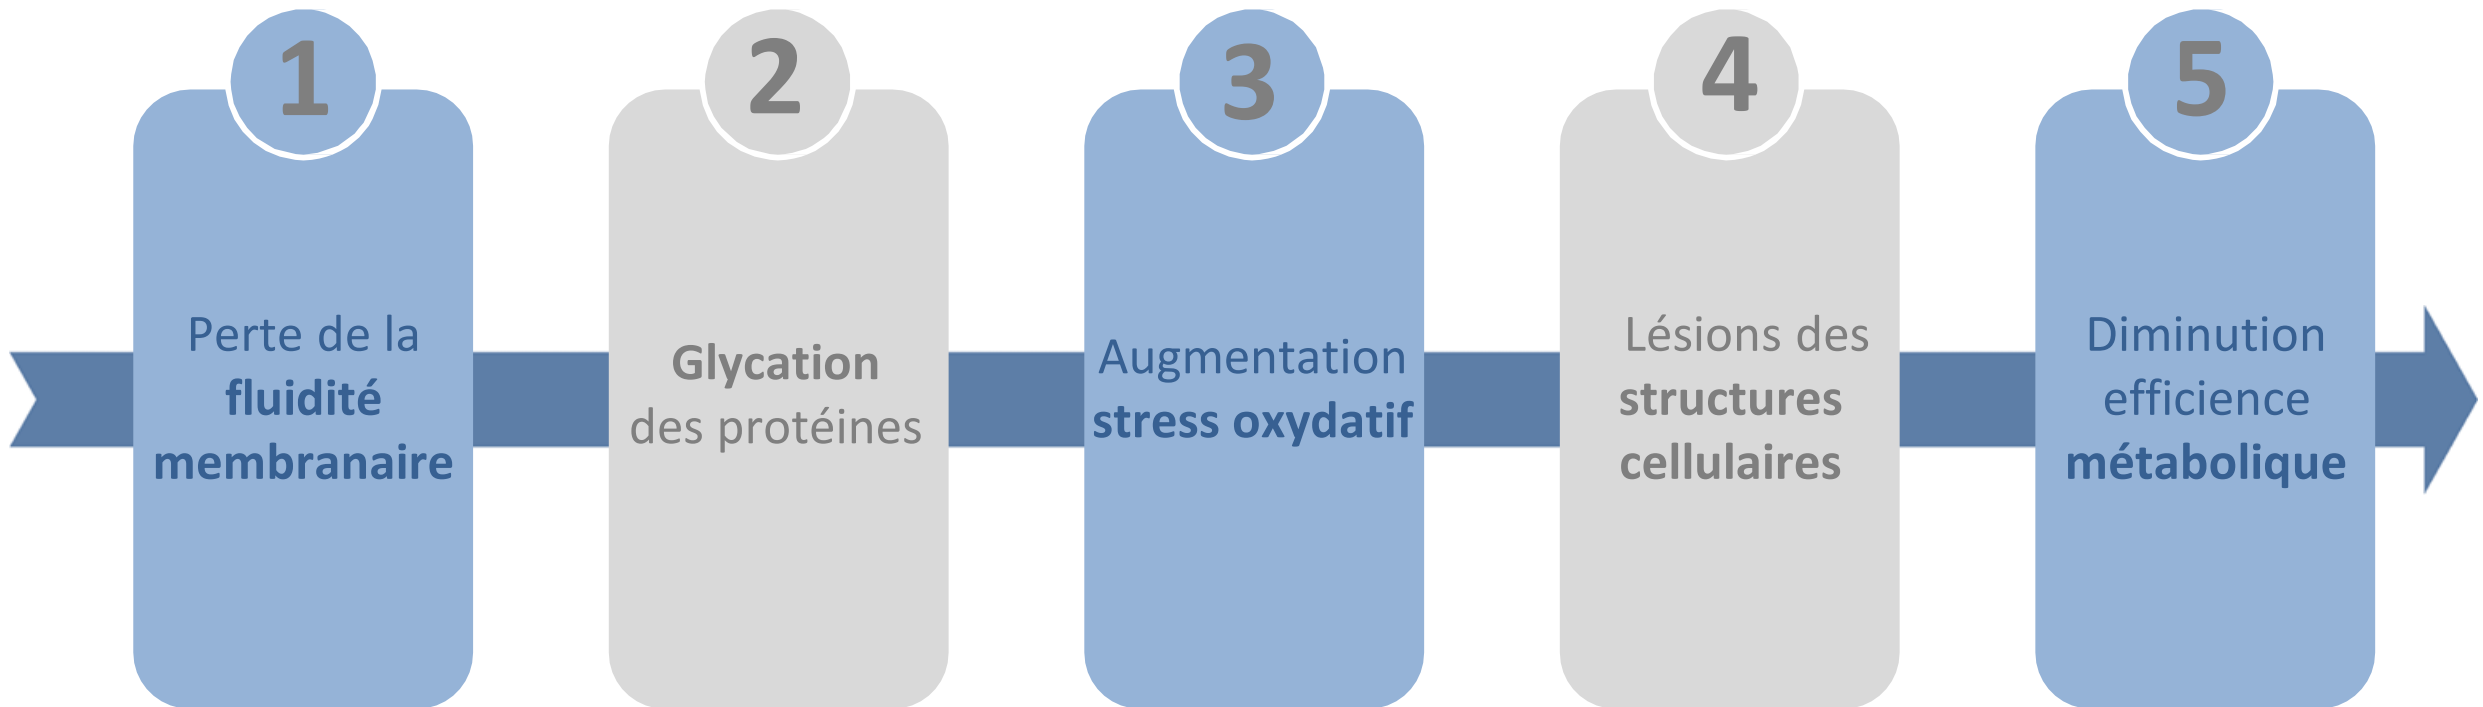 1
Perte de la
fluidité
membranaire
2
Glycation
des protéines
3
Augmentation
stress oxydatif
4
Lésions des
structures
cellulaires
5
Diminution
efficience
métabolique